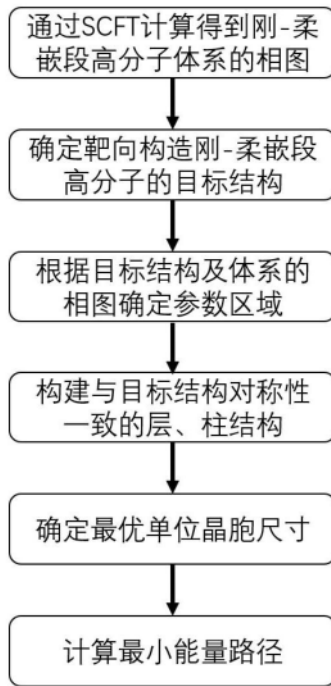 通过SCFT计算得到刚-柔
嵌段高分子体系的相图
确定靶向构造刚-柔嵌段
高分子的目标结构
根据目标结构及体系的
相图确定参数区域
构建与目标结构对称性
一致的层、柱结构
确定最优单位晶胞尺寸
计算最小能量路径